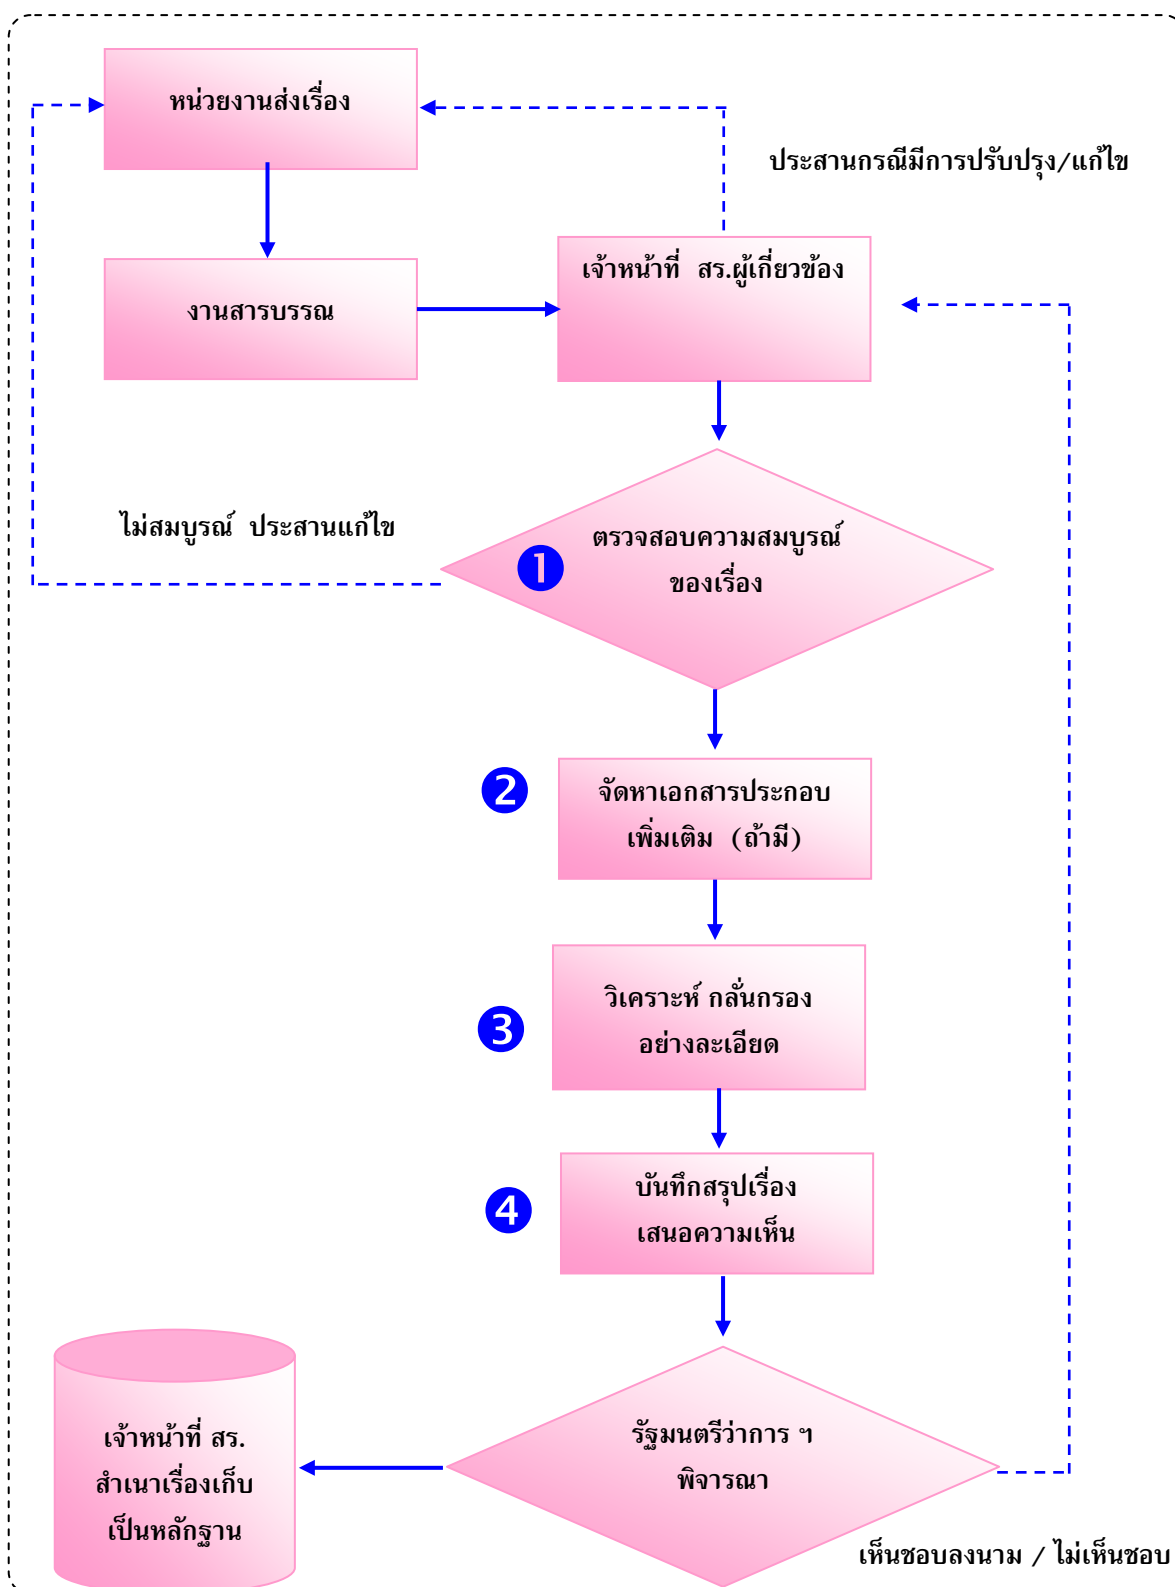 หน่วยงานส่งเรื่อง
ประสานกรณีมีการปรับปรุง/แก้ไข
งานสารบรรณ
เจ้าหน้าที่ สร.ผู้เกี่ยวข้อง
ไม่สมบูรณ์ ประสานแก้ไข
1
ตรวจสอบความสมบูรณ์
ของเรื่อง
2
จัดหาเอกสารประกอบ
เพิ่มเติม (ถ้ามี)
3
วิเคราะห์ กลั่นกรอง
อย่างละเอียด
4
บันทึกสรุปเรื่อง
เสนอความเห็น
รัฐมนตรีว่าการ ฯ
พิจารณา
เจ้าหน้าที่ สร.
สำเนาเรื่องเก็บ
เป็นหลักฐาน
เห็นชอบลงนาม / ไม่เห็นชอบ